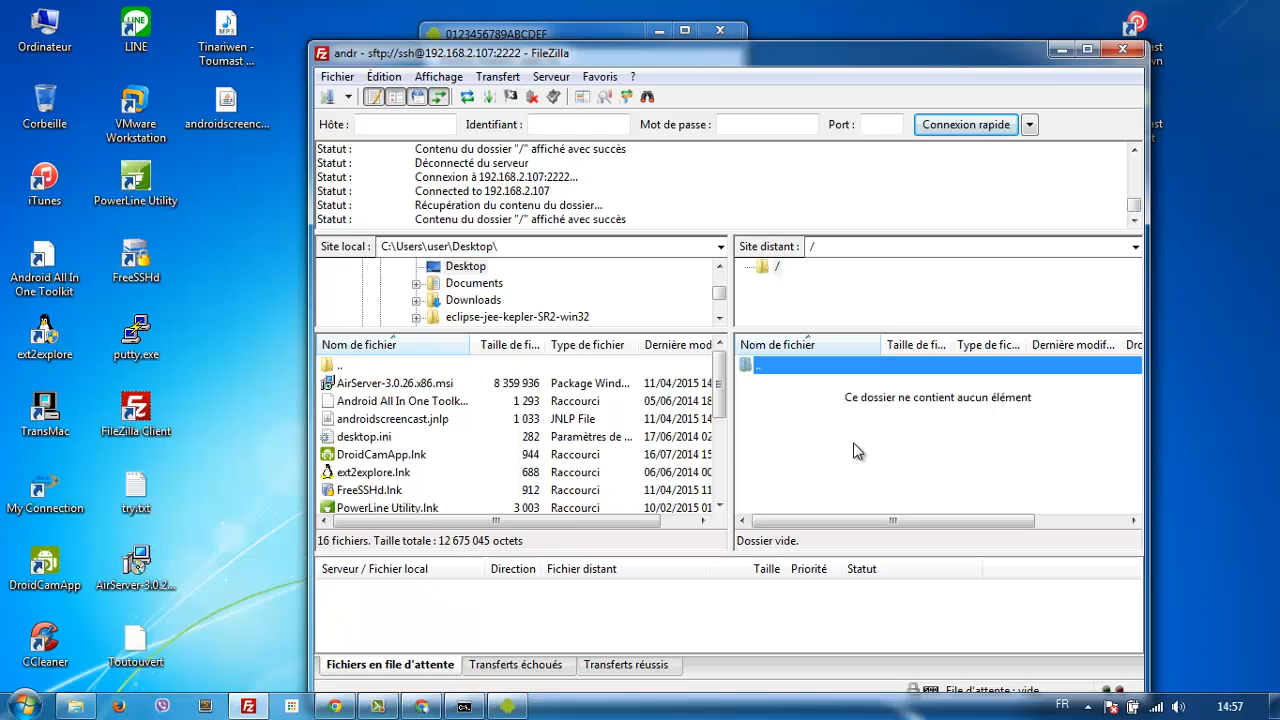 Ordinateur
LINE
Tinariwen -
Toumast ...
Corbeille
VMware
Workstation
androidscreenc...
iTunes
PowerLine Utility
Android All In
One Toolkit
FreeSSHd
ext2explore
putty.exe
TransMac
FileZilla Client
My Connection
try.txt
DroidCamApp
AirServer-3.0.2...
CCleaner
Toutouvert
0123456789ABCDEF
andr - sftp://ssh@192.168.2.107:2222 - FileZilla
Fichier Édition Affichage Transfert Serveur Favoris ?
Hôte : Identifiant : Mot de passe : Port : Connexion rapide
Statut : Contenu du dossier "/" affiché avec succès
Statut : Déconnecté du serveur
Statut : Connexion à 192.168.2.107:2222...
Statut : Connected to 192.168.2.107
Statut : Récupération du contenu du dossier...
Statut : Contenu du dossier "/" affiché avec succès
Site local : C:\Users\user\Desktop\
Desktop
Documents
Downloads
eclipse-jee-kepler-SR2-win32
Site distant : /
/
Nom de fichier Taille de fi... Type de fichier Dernière mod
..
AirServer-3.0.26.x86.msi 8 359 936 Package Wind... 11/04/2015 14
Android All In One Toolk... 1 293 Raccourci 05/06/2014 18
androidscreencast.jnlp 1 033 JNLP File 11/04/2015 14
desktop.ini 282 Paramètres de ... 17/06/2014 02
DroidCamApp.lnk 944 Raccourci 16/07/2014 15
ext2explore.lnk 688 Raccourci 06/06/2014 00
FreeSSHd.lnk 912 Raccourci 11/04/2015 11
PowerLine Utility.lnk 3 003 Raccourci 10/02/2015 01
16 fichiers. Taille totale : 12 675 045 octets
Nom de fichier Taille de fi... Type de fic... Dernière modif... Dro
..
Ce dossier ne contient aucun élément
Dossier vide.
Serveur / Fichier local Direction Fichier distant Taille Priorité Statut
Fichiers en file d'attente Transferts échoués Transferts réussis
File d'attente : vide
FR 14:57